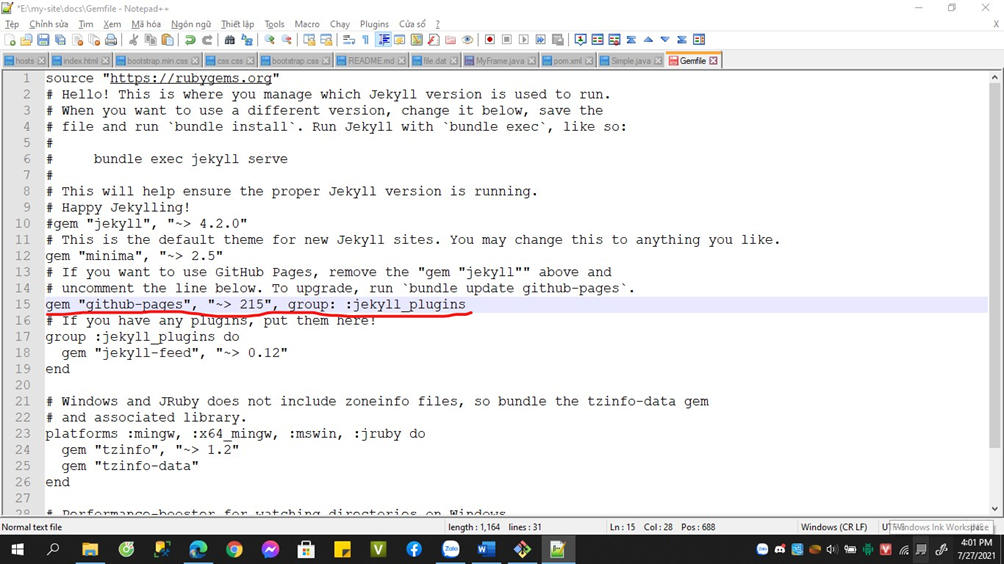 *E:\my-site\docs\Gemfile - Notepad++
Tệp Chỉnh sửa Tìm Xem Mã hóa Ngôn ngữ Thiết lập Tools Macro Chạy Plugins Cửa sổ ?
hosts index.html bootstrap.min.css css.css bootstrap.css README.md file.dat MyFrame.java pom.xml Simple.java Gemfile
1 source "https://rubygems.org"
2 # Hello! This is where you manage which Jekyll version is used to run.
3 # When you want to use a different version, change it below, save the
4 # file and run `bundle install`. Run Jekyll with `bundle exec`, like so:
5 #
6 #     bundle exec jekyll serve
7 #
8 # This will help ensure the proper Jekyll version is running.
9 # Happy Jekylling!
10 #gem "jekyll", "~> 4.2.0"
11 # This is the default theme for new Jekyll sites. You may change this to anything you like.
12 gem "minima", "~> 2.5"
13 # If you want to use GitHub Pages, remove the "gem "jekyll"" above and
14 # uncomment the line below. To upgrade, run `bundle update github-pages`.
15 gem "github-pages", "~> 215", group: :jekyll_plugins
16 # If you have any plugins, put them here!
17 group :jekyll_plugins do
18   gem "jekyll-feed", "~> 0.12"
19 end
20
21 # Windows and JRuby does not include zoneinfo files, so bundle the tzinfo-data gem
22 # and associated library.
23 platforms :mingw, :x64_mingw, :mswin, :jruby do
24   gem "tzinfo", "~> 1.2"
25   gem "tzinfo-data"
26 end
27
28 # Performance-booster for watching directories on Windows
Normal text file length : 1,164 lines : 31 Ln : 15 Col : 28 Pos : 688 Windows (CR LF) Windows Ink Workspace
Zalo Zalo
4:01 PM
7/27/2021